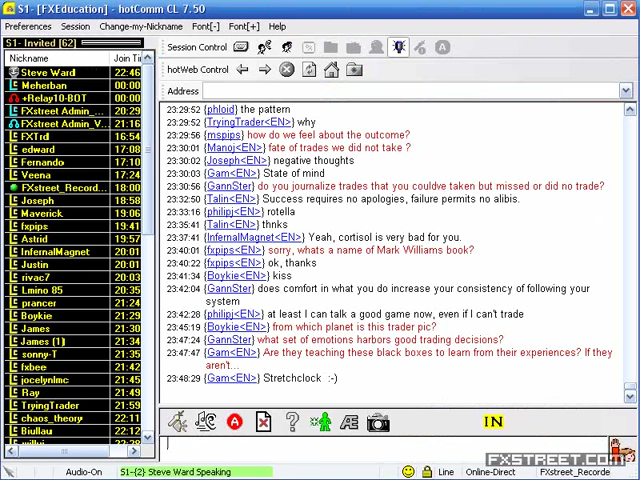 S1- [FXEducation] - hotComm CL 7.50
Preferences Session Change-my-Nickname Font[-] Font[+] Help
S1- Invited [62]
Session Control
hotWeb Control
Address
Nickname Join Tir
Steve Ward 22:46
Meherban 00:00
+Relay10-BOT 00:00
FXstreet Admin_ 20:29
FXstreet Admin_V... 21:16
FXTrd 16:54
edward 17:08
Fernando 17:10
Veena 17:24
FXstreet_Record... 18:00
Joseph 18:58
Maverick 19:06
fxpips 19:41
Astrid 19:57
InfernalMagnet 20:01
Justin 20:01
rivac7 20:03
Lmino 85 20:35
prancer 21:24
Boykie 21:29
James 21:30
James (1) 21:34
sonny-T 21:35
fxbee 21:42
jocelynlmc 21:45
Ray 21:49
TryingTrader 21:59
chaos_theory 22:11
Biullau 22:12
willui 22:28
23:29:52 {phloid} the pattern
23:29:52 {TryingTrader<EN>} why
23:29:56 {mspips} how do we feel about the outcome?
23:30:01 {Manoj<EN>} fate of trades we did not take ?
23:30:02 {Joseph<EN>} negative thoughts
23:30:03 {Gam<EN>} State of mind
23:30:56 {GannSter} do you journalize trades that you couldve taken but missed or did no trade?
23:32:50 {Talin<EN>} Success requires no apologies, failure permits no alibis.
23:33:16 {philipj<EN>} rotella
23:35:41 {Talin<EN>} thnks
23:37:41 {InfernalMagnet<EN>} Yeah, cortisol is very bad for you.
23:40:01 {fxpips<EN>} sorry, whats a name of Mark Williams book?
23:40:22 {fxpips<EN>} ok, thanks
23:41:34 {Boykie<EN>} kiss
23:42:04 {GannSter} does comfort in what you do increase your consistency of following your
system
23:42:28 {philipj<EN>} at least I can talk a good game now, even if I can't trade
23:45:19 {Boykie<EN>} from which planet is this trader pic?
23:47:24 {GannSter} what set of emotions harbors good trading decisions?
23:47:47 {Gam<EN>} Are they teaching these black boxes to learn from their experiences? If they
aren't...
23:48:29 {Gam<EN>} Stretchclock :-)
IN
FXSTREET.COM
Audio-On S1~{2} Steve Ward Speaking Line Online-Direct FXstreet_Recorde